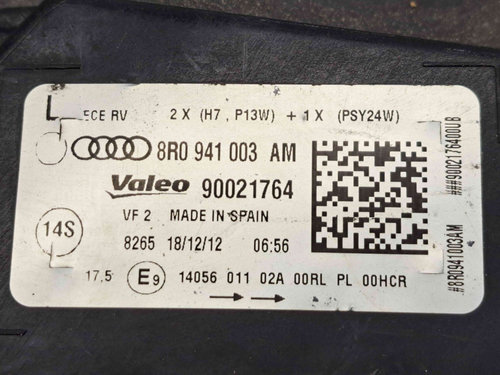 L
ECE RV 2 X (H7, P13W) + 1 X (PSY24W)
8R0 941 003 AM
Valeo 90021764
VF 2 MADE IN SPAIN
14S
8265 18/12/12 06:56
17,5 E9 14056 011 02A 00RL PL 00HCR
#8R0941003AM ###9002176400UB